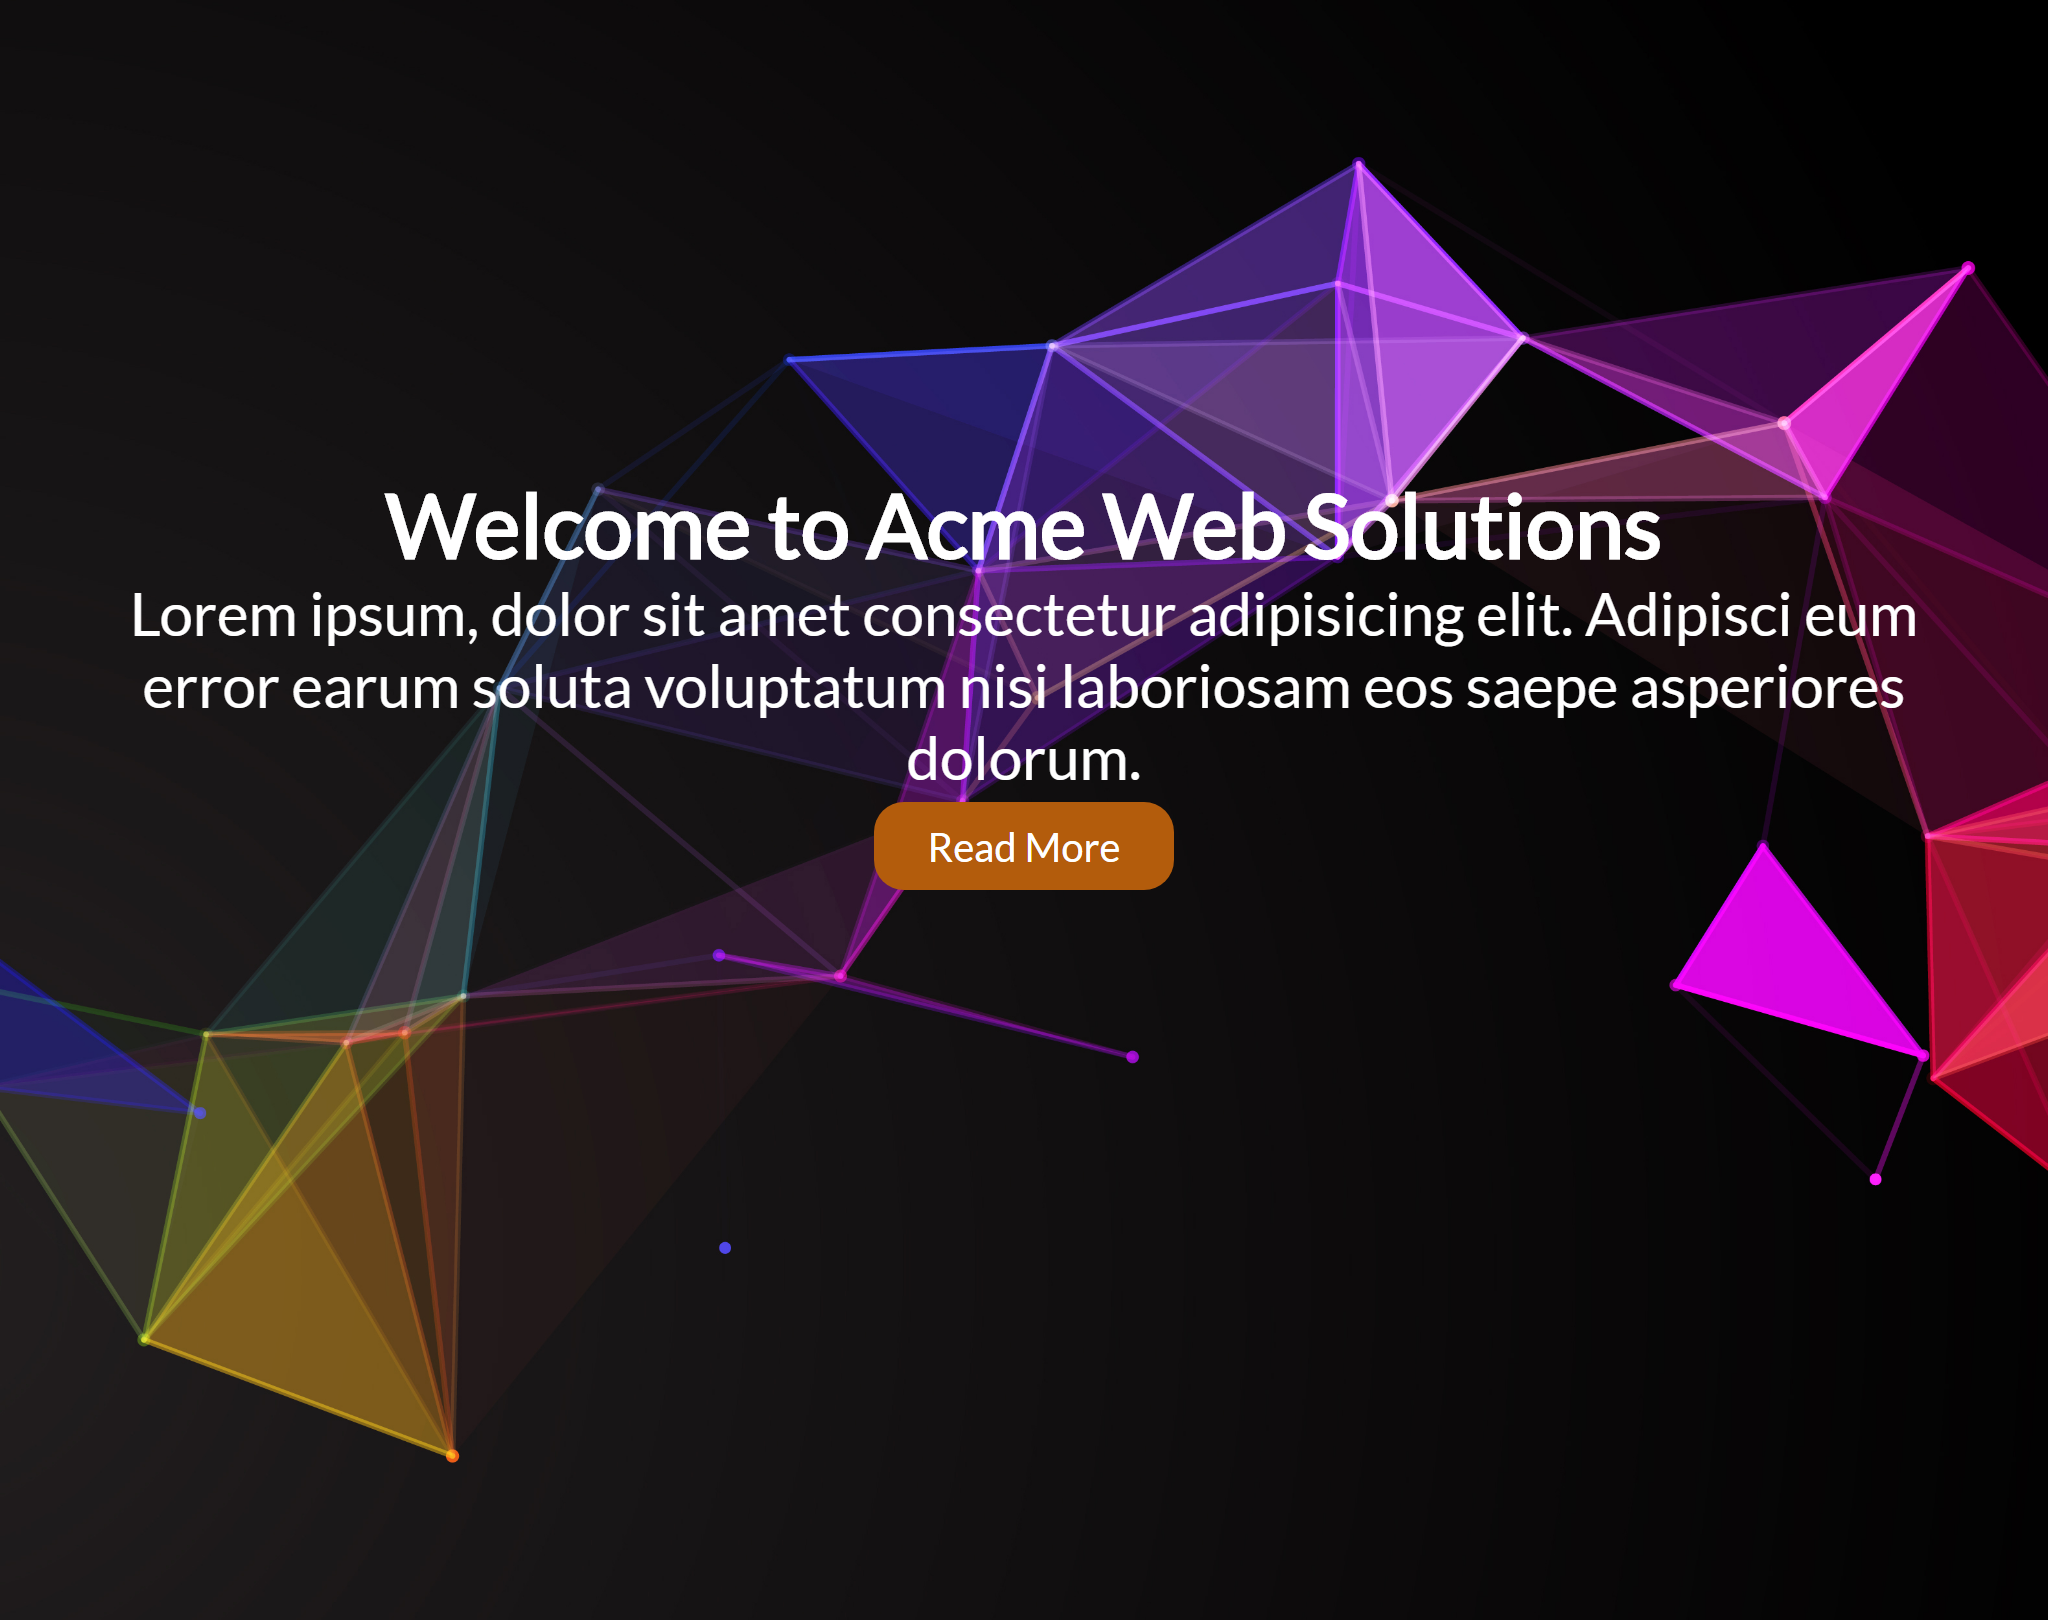 Welcome to Acme Web Solutions
Lorem ipsum, dolor sit amet consectetur adipisicing elit. Adipisci eum
error earum soluta voluptatum nisi laboriosam eos saepe asperiores
dolorum.
Read More